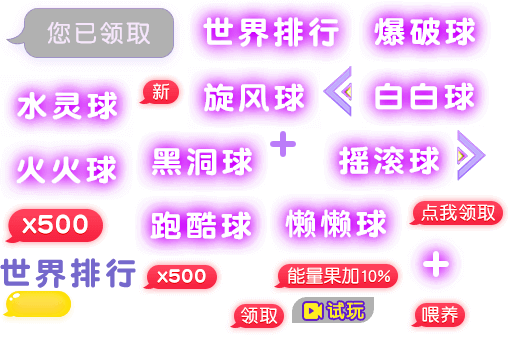 您已领取
世界排行
爆破球
水灵球
新
旋风球
白白球
火火球
黑洞球
+
摇滚球
x500
跑酷球
懒懒球
点我领取
世界排行
x500
能量果加10%
+
领取
试玩
喂养